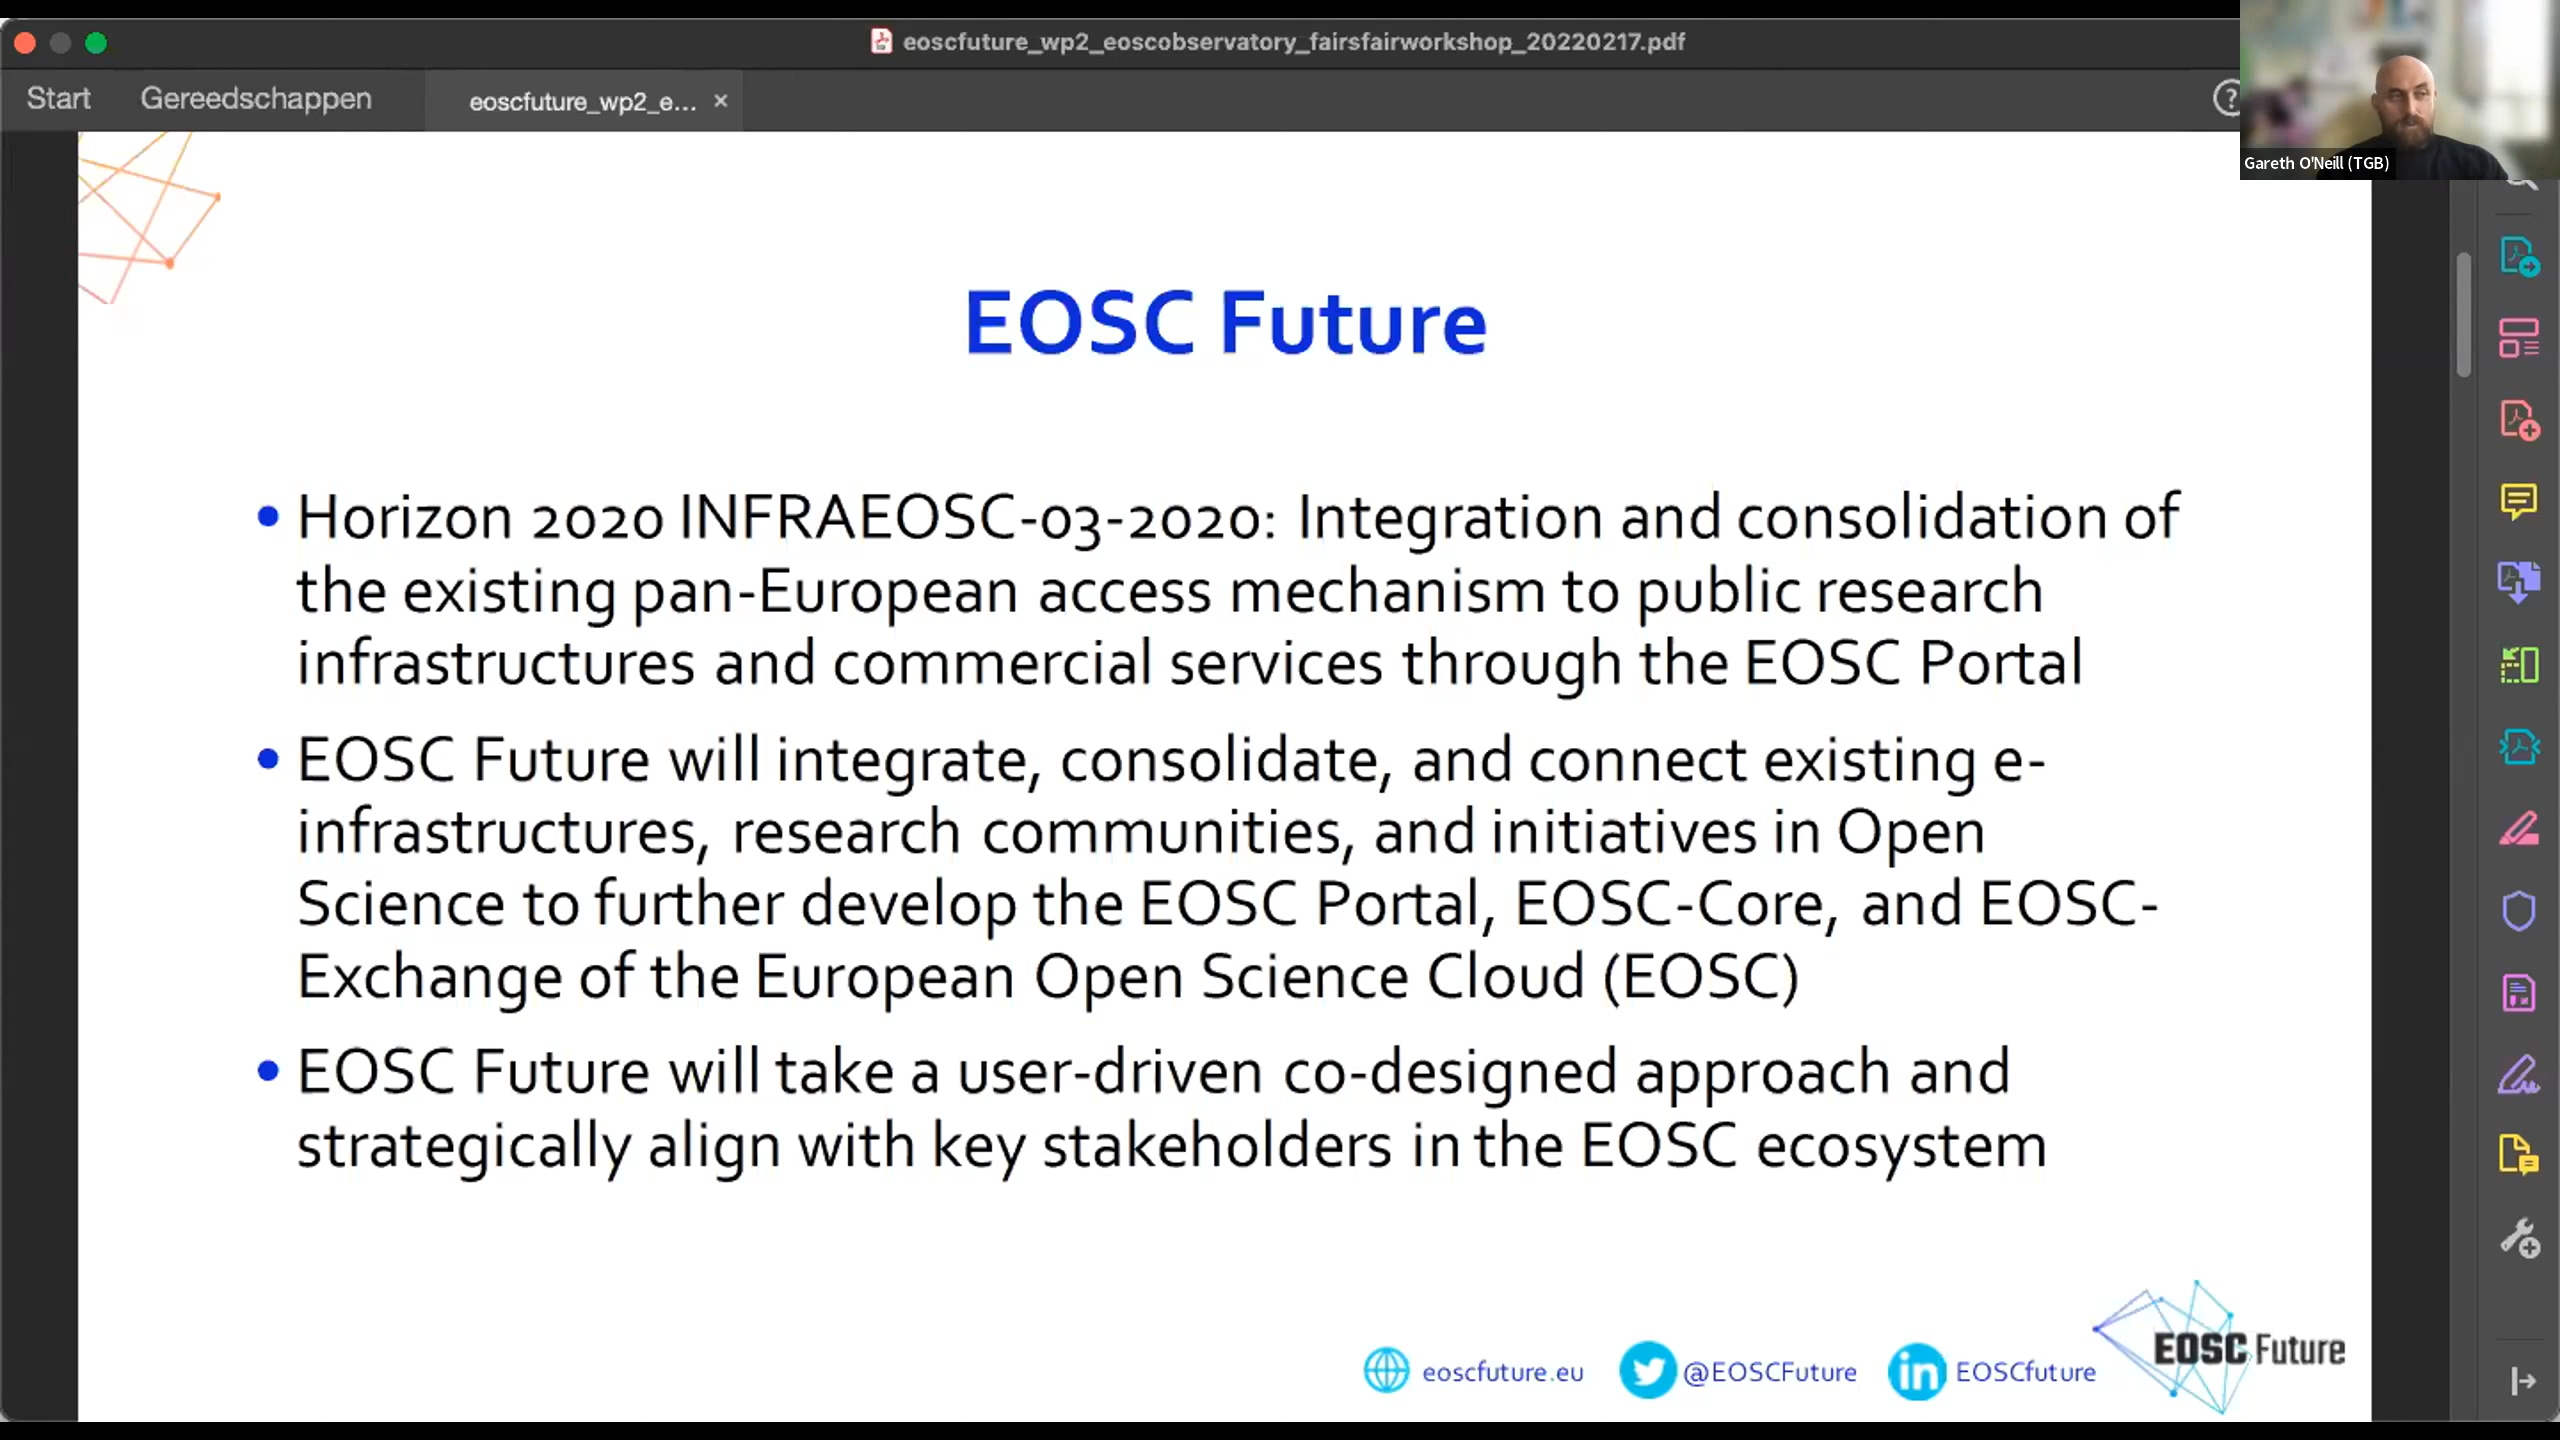 eoscfuture_wp2_eoscobservatory_fairsfairworkshop_20220217.pdf
Start
Gereedschappen
eoscfuture_wp2_e...
Gareth O'Neill (TGB)
EOSC Future
• Horizon 2020 INFRAEOSC-03-2020: Integration and consolidation of
the existing pan-European access mechanism to public research
infrastructures and commercial services through the EOSC Portal
• EOSC Future will integrate, consolidate, and connect existing e-
infrastructures, research communities, and initiatives in Open
Science to further develop the EOSC Portal, EOSC-Core, and EOSC-
Exchange of the European Open Science Cloud (EOSC)
• EOSC Future will take a user-driven co-designed approach and
strategically align with key stakeholders in the EOSC ecosystem
eoscfuture.eu
@EOSCFuture
EOSCfuture
EOSC Future